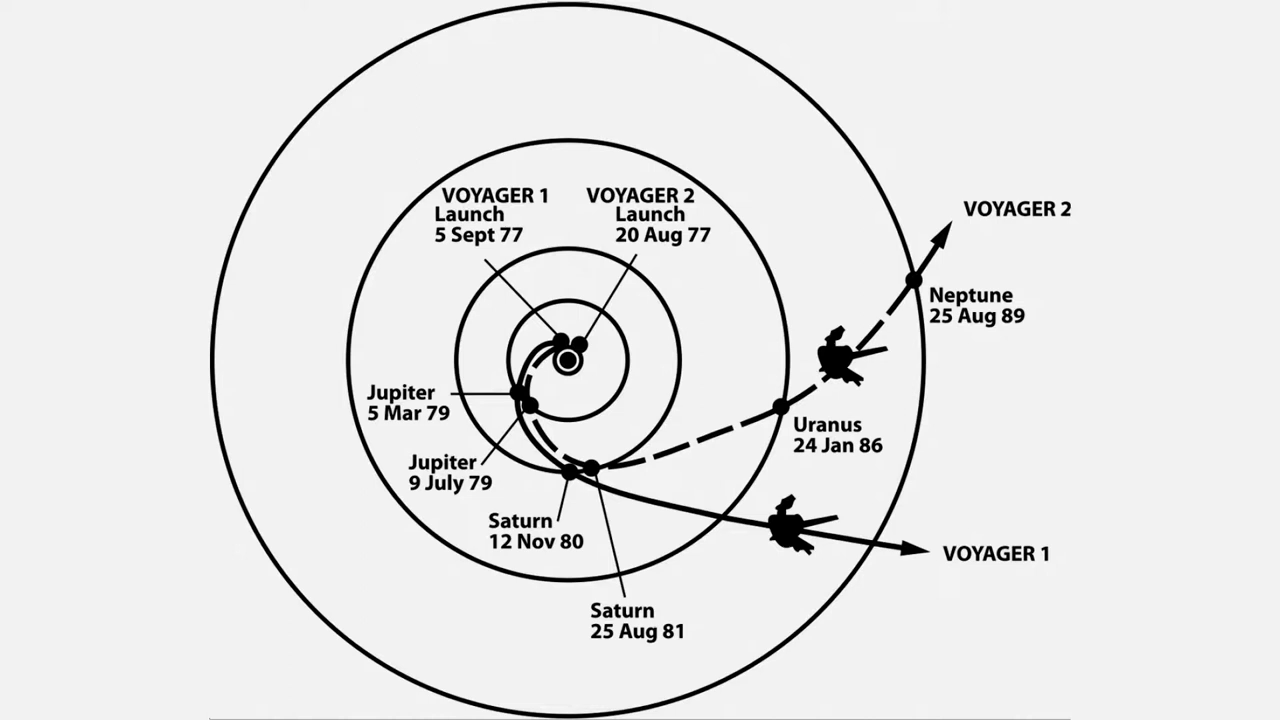 VOYAGER 1
Launch
5 Sept 77
VOYAGER 2
Launch
20 Aug 77
VOYAGER 2
Neptune
25 Aug 89
Jupiter
5 Mar 79
Uranus
24 Jan 86
Jupiter
9 July 79
Saturn
12 Nov 80
VOYAGER 1
Saturn
25 Aug 81